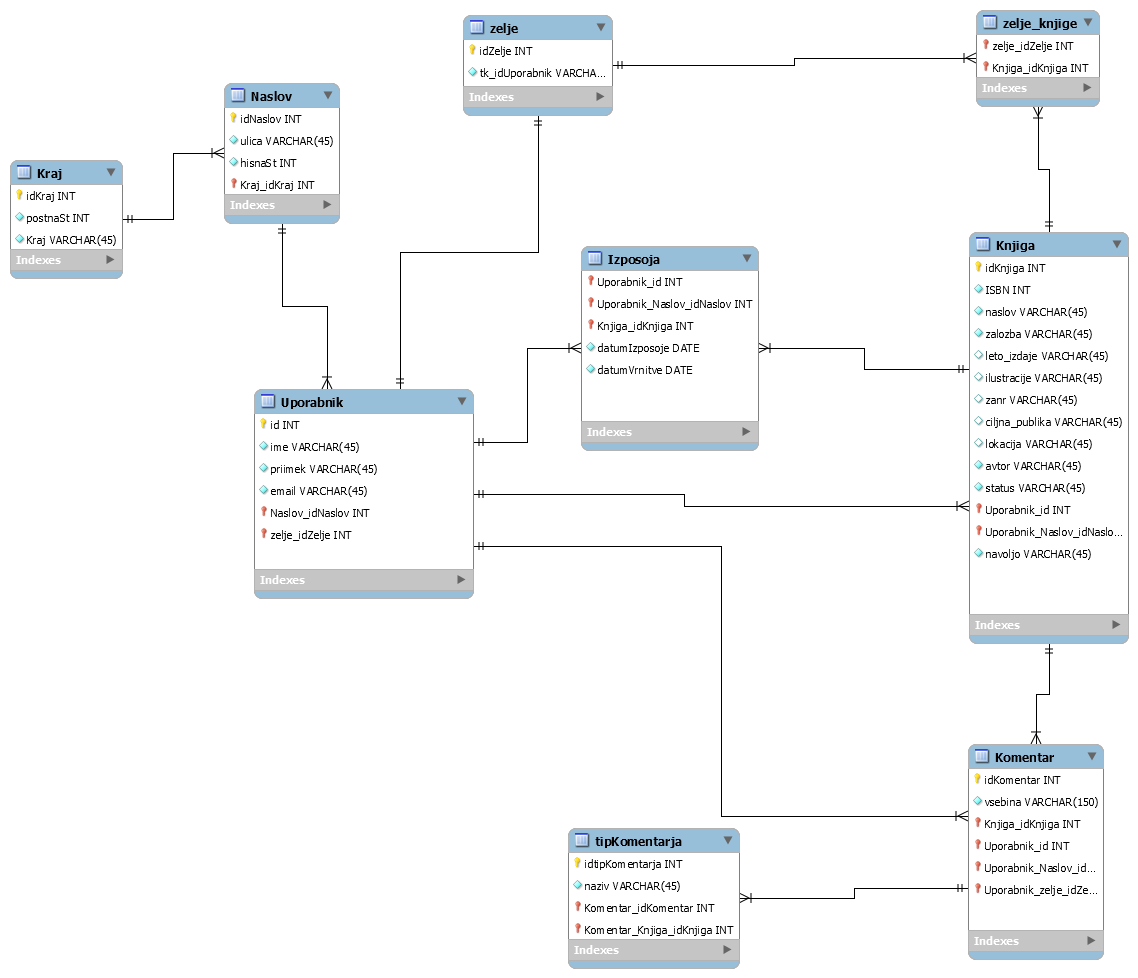 zelje
idZelje INT
tk_idUporabnik VARCHA...
Indexes
zelje_knjige
zelje_idZelje INT
Knjiga_idKnjiga INT
Indexes
Naslov
idNaslov INT
ulica VARCHAR(45)
hisnaSt INT
Kraj_idKraj INT
Indexes
Kraj
idKraj INT
postnaSt INT
Kraj VARCHAR(45)
Indexes
Izposoja
Uporabnik_id INT
Uporabnik_Naslov_idNaslov INT
Knjiga_idKnjiga INT
datumIzposoje DATE
datumVrnitve DATE
Indexes
Knjiga
idKnjiga INT
ISBN INT
naslov VARCHAR(45)
zalozba VARCHAR(45)
leto_izdaje VARCHAR(45)
ilustracije VARCHAR(45)
zanr VARCHAR(45)
ciljna_publika VARCHAR(45)
lokacija VARCHAR(45)
avtor VARCHAR(45)
status VARCHAR(45)
Uporabnik_id INT
Uporabnik_Naslov_idNaslo...
navoljo VARCHAR(45)
Indexes
Uporabnik
id INT
ime VARCHAR(45)
priimek VARCHAR(45)
email VARCHAR(45)
Naslov_idNaslov INT
zelje_idZelje INT
Indexes
Komentar
idKomentar INT
vsebina VARCHAR(150)
Knjiga_idKnjiga INT
Uporabnik_id INT
Uporabnik_Naslov_id...
Uporabnik_zelje_idZe...
Indexes
tipKomentarja
idtipKomentarja INT
naziv VARCHAR(45)
Komentar_idKomentar INT
Komentar_Knjiga_idKnjiga INT
Indexes